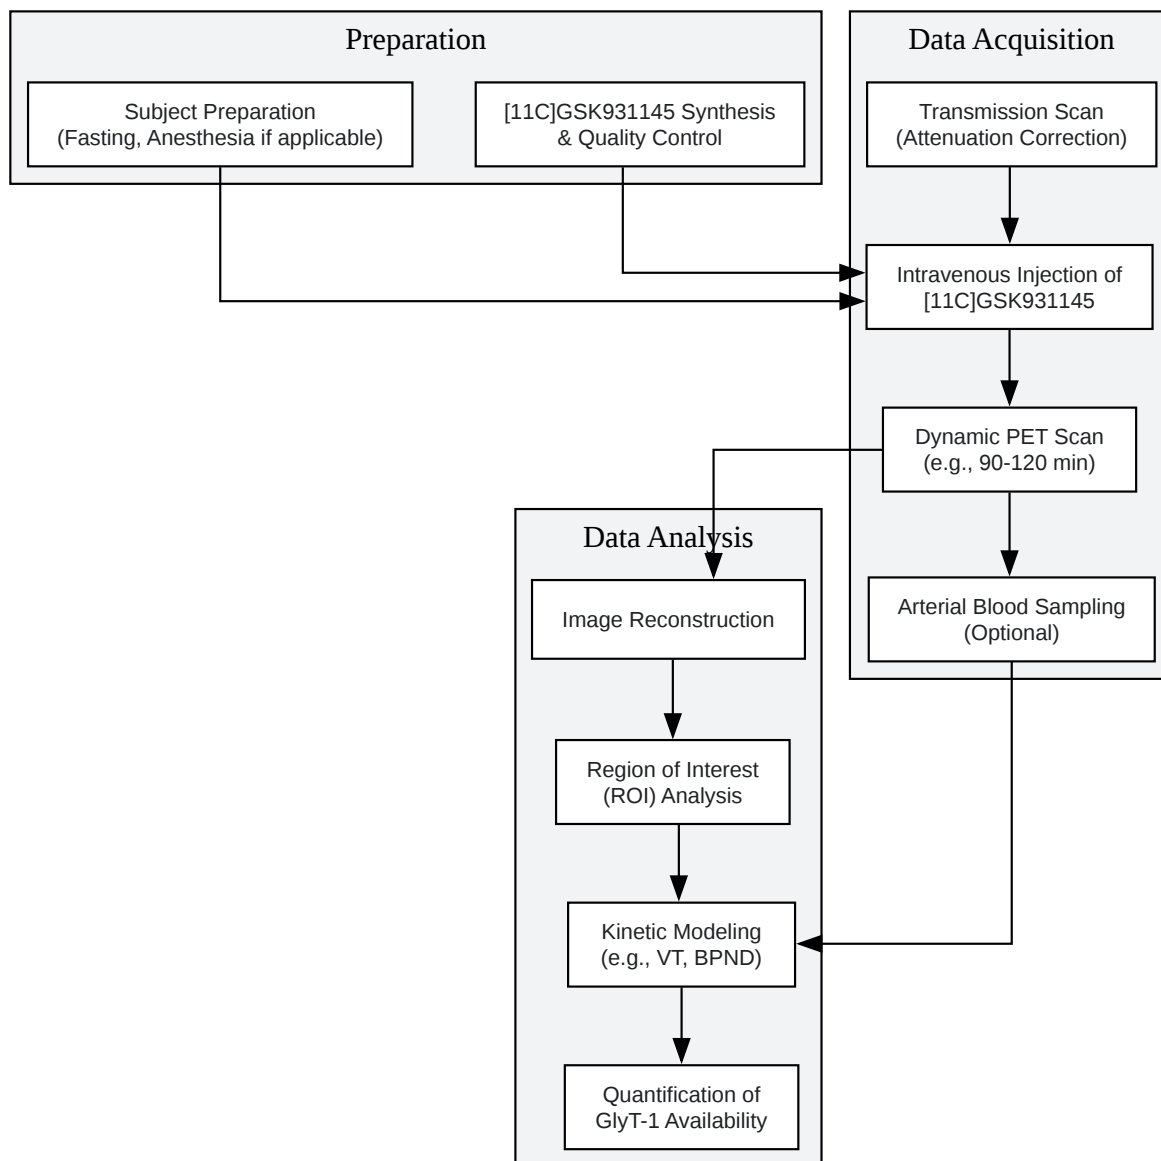 Preparation
Subject Preparation
(Fasting, Anesthesia if applicable)
[11C]GSK931145 Synthesis
& Quality Control
Data Acquisition
Transmission Scan
(Attenuation Correction)
Intravenous Injection of
[11C]GSK931145
Dynamic PET Scan
(e.g., 90-120 min)
Arterial Blood Sampling
(Optional)
Data Analysis
Image Reconstruction
Region of Interest
(ROI) Analysis
Kinetic Modeling
(e.g., VT, BPND)
Quantification of
GlyT-1 Availability